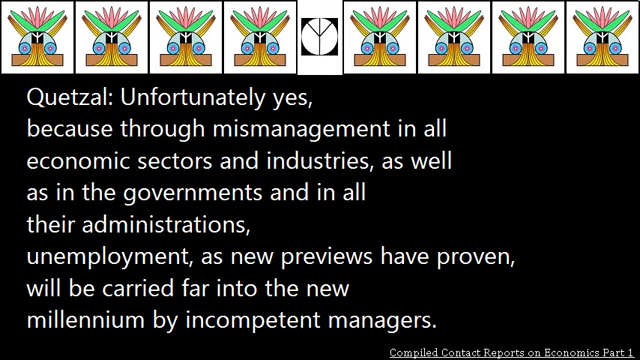 Quetzal: Unfortunately yes,
because through mismanagement in all
economic sectors and industries, as well
as in the governments and in all
their administrations,
unemployment, as new previews have proven,
will be carried far into the new
millennium by incompetent managers.
Compiled Contact Reports on Economics Part 1